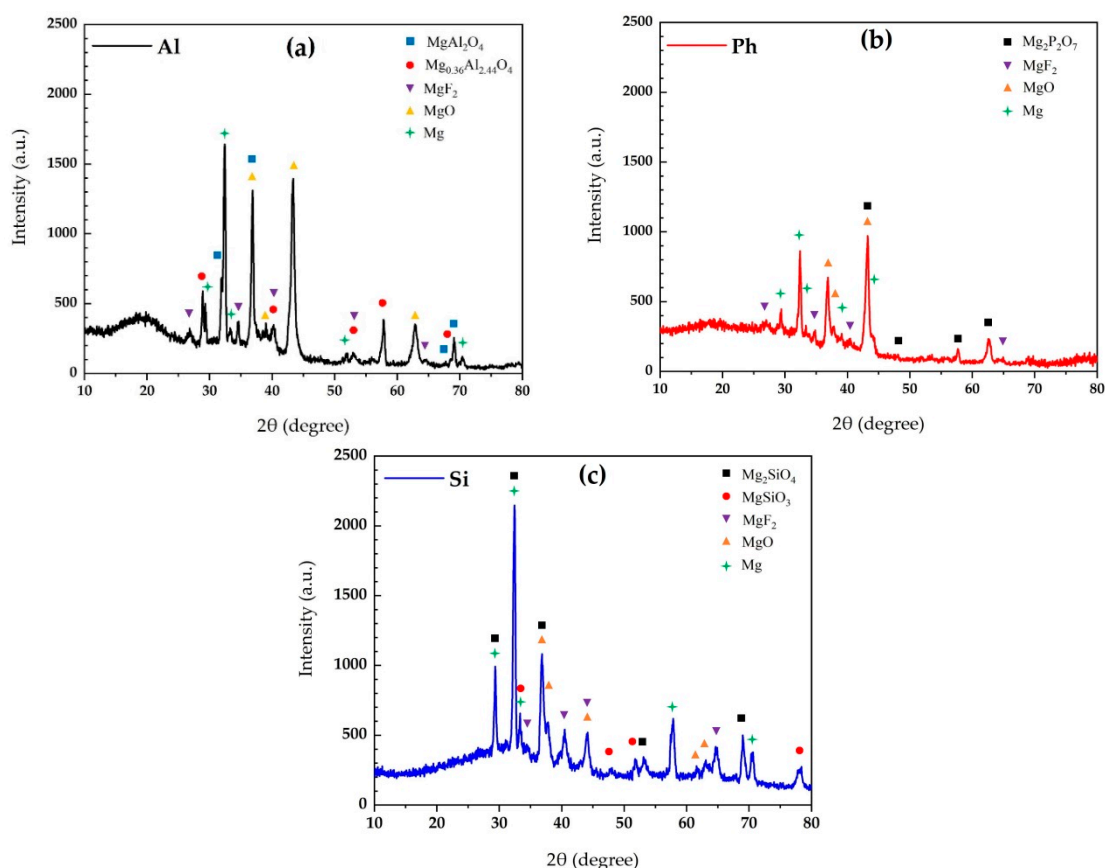 2500
2000
1500
1000
500
0
Intensity (a.u.)
Al
(a)
MgAl₂O₄
Mg₀.₃₆Al₂.₄₄O₄
MgF₂
MgO
Mg
10 20 30 40 50 60 70 80
2θ (degree)
2500
2000
1500
1000
500
0
Intensity (a.u.)
Ph
(b)
Mg₂P₂O₇
MgF₂
MgO
Mg
10 20 30 40 50 60 70 80
2θ (degree)
2500
2000
1500
1000
500
0
Intensity (a.u.)
Si
(c)
Mg₂SiO₄
MgSiO₃
MgF₂
MgO
Mg
10 20 30 40 50 60 70 80
2θ (degree)